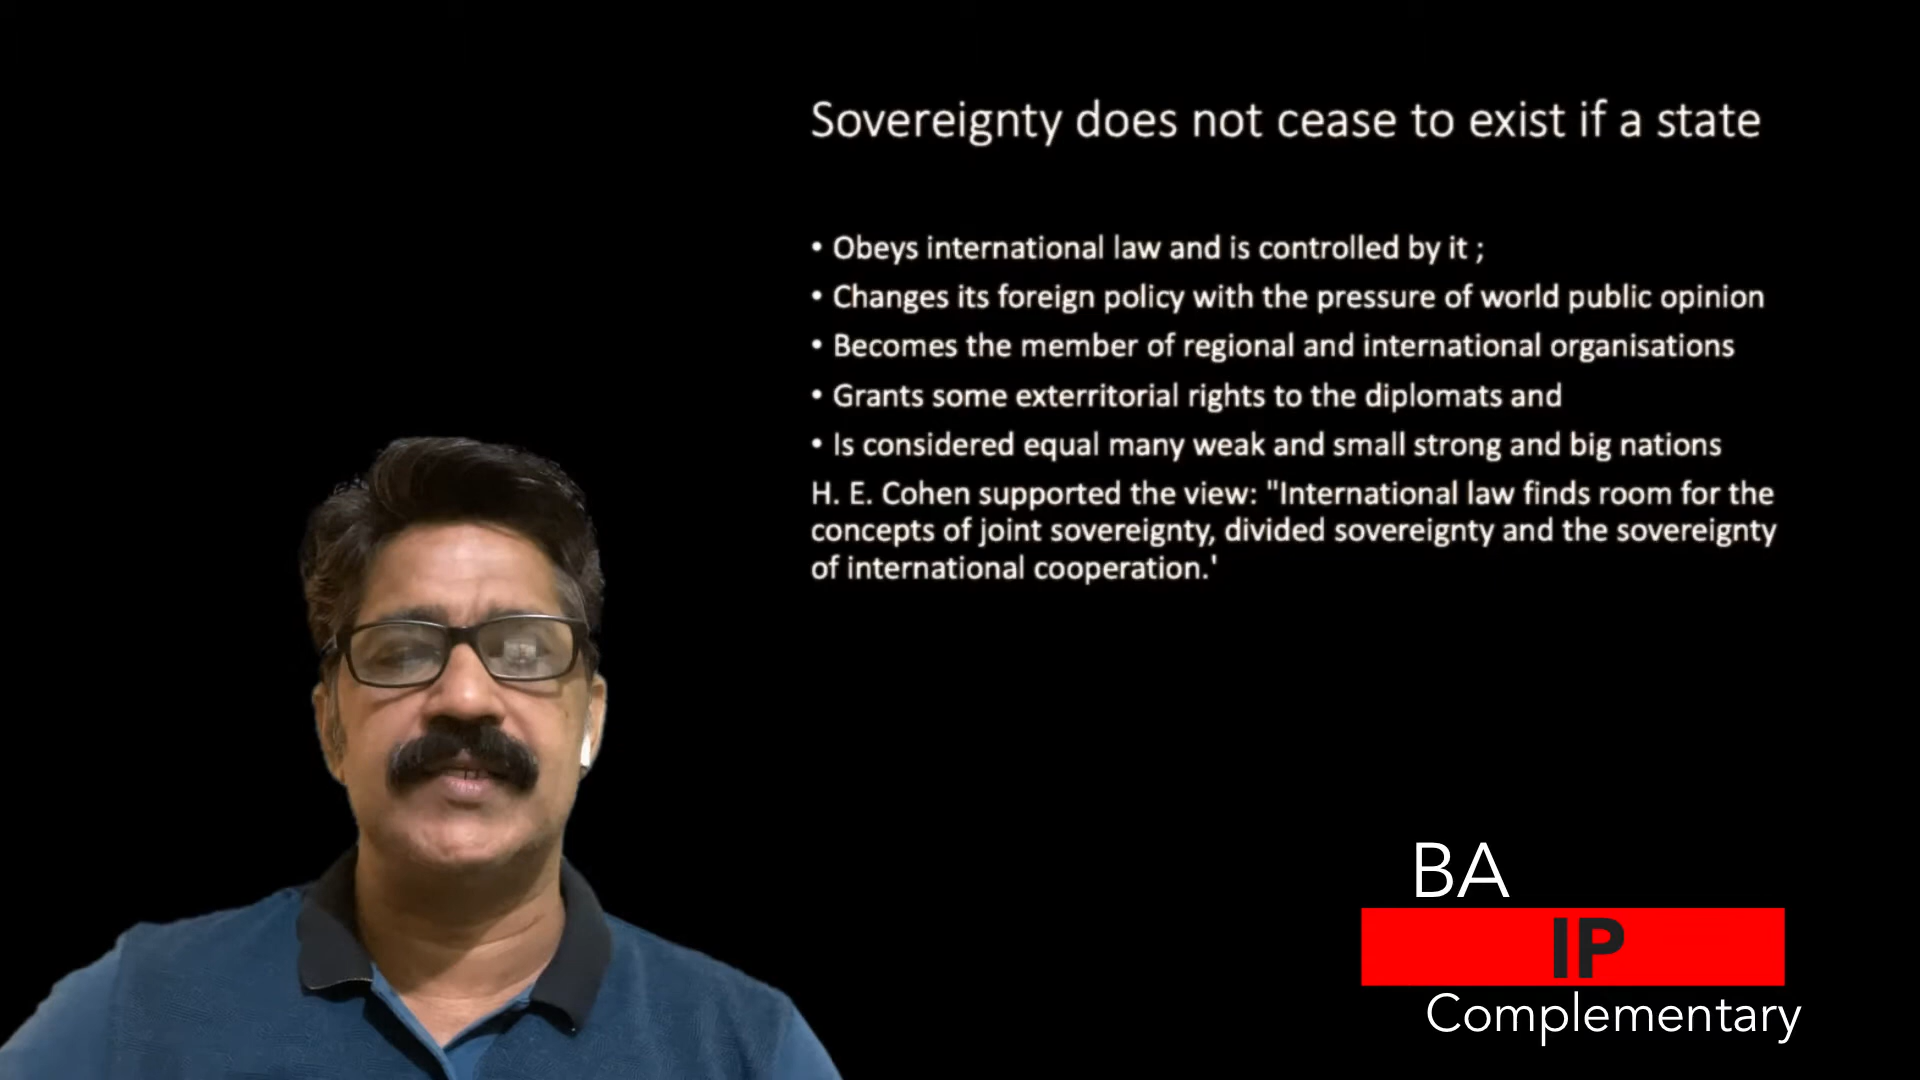 Sovereignty does not cease to exist if a state
• Obeys international law and is controlled by it ;
• Changes its foreign policy with the pressure of world public opinion
• Becomes the member of regional and international organisations
• Grants some exterritorial rights to the diplomats and
• Is considered equal many weak and small strong and big nations
H. E. Cohen supported the view: "International law finds room for the
concepts of joint sovereignty, divided sovereignty and the sovereignty
of international cooperation.'
BA
IP
Complementary